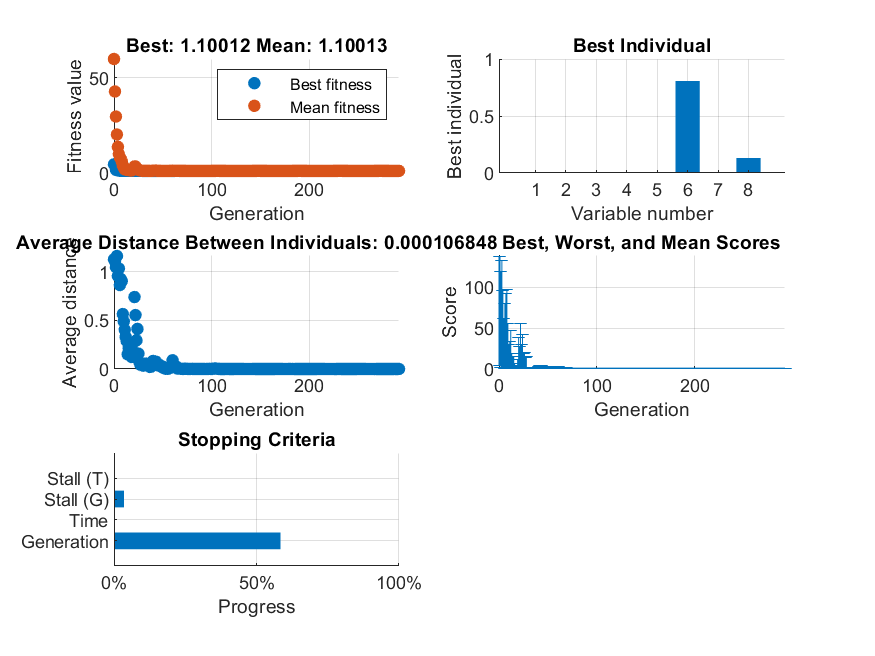 Best: 1.10012 Mean: 1.10013
Fitness value
50
0
0
100
200
Generation
Best fitness
Mean fitness
Best Individual
Best individual
1
0.5
0
1 2 3 4 5 6 7 8
Variable number
Average Distance Between Individuals: 0.000106848
Average distance
1
0.5
0
0
100
200
Generation
Best, Worst, and Mean Scores
Score
100
50
0
0
100
200
Generation
Stopping Criteria
Stall (T)
Stall (G)
Time
Generation
0%
50%
100%
Progress